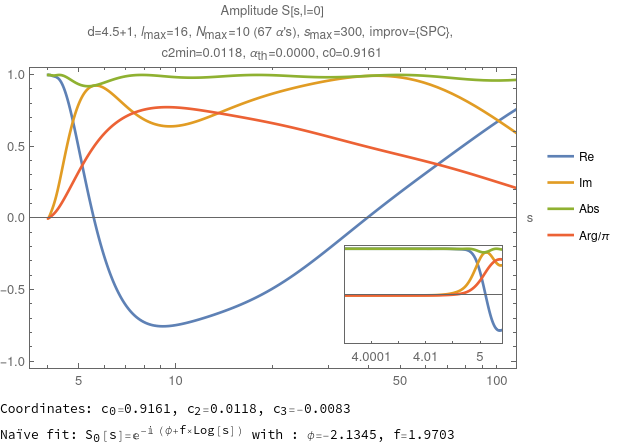 Amplitude S[s,l=0]
d=4.5+1, lmax=16, Nmax=10 (67 α's), smax=300, improv={SPC},
c2min=0.0118, αth=0.0000, c0=0.9161
1.0
0.5
0.0
-0.5
-1.0
5
10
50
100
s
Re
Im
Abs
Arg/π
4.0001
4.01
5
Coordinates: c0=0.9161, c2=0.0118, c3=-0.0083
Naïve fit: S0[s]=e^-i (ϕ+f×Log[s]) with : ϕ=-2.1345, f=1.9703